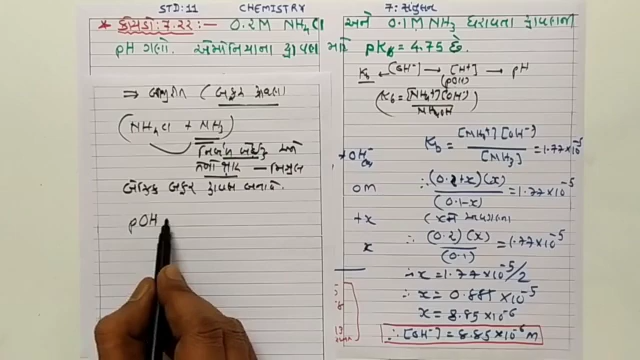 STD:11 CHEMISTRY 7: સંતુલન
* કોયડો: 7.22 :- 0.2M NH4Cl અને 0.1M NH3 ધરાવતા દ્રાવણની
pH ગણો. એમોનિયાના દ્રાવણ માટે pKb = 4.75 છે.
Kb ← [OH⁻] → [H⁺] → pH
(pOH)
(Kb = [NH4⁺][OH⁻] / NH4OH)
⇒ (બફર દ્રાવણ
(NH4Cl + NH3)
નિર્બળ બેઇઝ અને
તેનો ક્ષાર – મિશ્રણ
બેઝિક બફર દ્રાવણ બનાવે.
pOH
Kb = [NH4⁺][OH⁻] / [NH3] = 1.77×10⁻⁵
*OH⁻
0M ∴ (0.2+x)(x) / (0.1-x) = 1.77×10⁻⁵
+x
x ∴ (0.2)(x) / (0.1) = 1.77×10⁻⁵
∴ x = 1.77×10⁻⁵/2
∴ x = 0.885×10⁻⁵
x = 8.85×10⁻⁶
∴ [OH⁻] = 8.85×10⁻⁶ M